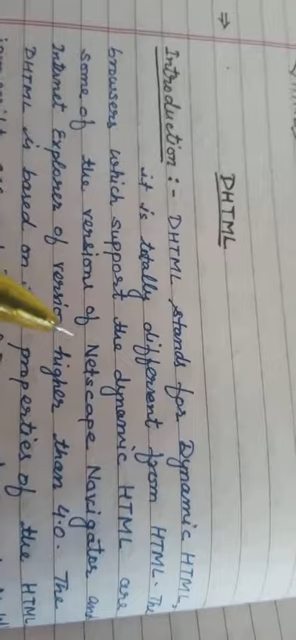 ⇒ DHTML
Introduction :- DHTML stands for Dynamic HTML,
it is totally different from HTML. The
browsers which support the dynamic HTML are
some of the versions of Netscape Navigator and
Internet Explorer of version higher than 4.0. The
DHTML is based on properties of the HTML